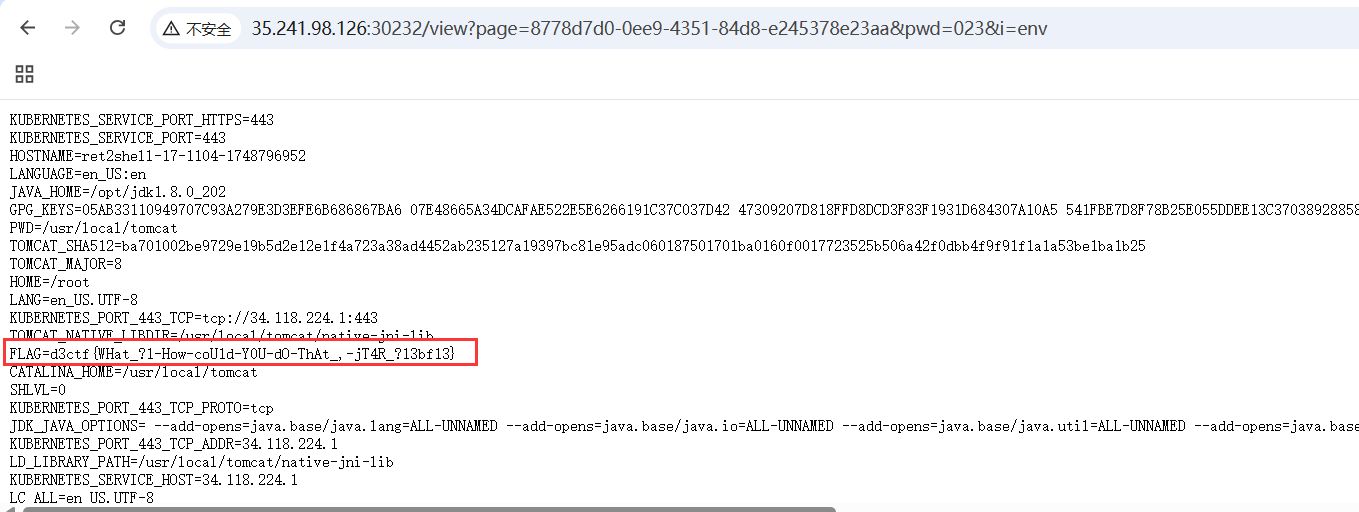 不安全 35.241.98.126:30232/view?page=8778d7d0-0ee9-4351-84d8-e245378e23aa&pwd=023&i=env
KUBERNETES_SERVICE_PORT_HTTPS=443
KUBERNETES_SERVICE_PORT=443
HOSTNAME=ret2shell-17-1104-1748796952
LANGUAGE=en_US:en
JAVA_HOME=/opt/jdk1.8.0_202
GPG_KEYS=05AB33110949707C93A279E3D3EFE6B686867BA6 07E48665A34DCAFAE522E5E6266191C37C037D42 47309207D818FFD8DCD3F83F1931D684307A10A5 541FBE7D8F78B25E055DDEE13C3703892885­8
PWD=/usr/local/tomcat
TOMCAT_SHA512=ba701002be9729e19b5d2e12e1f4a723a38ad4452ab235127a19397bc81e95adc060187501701ba0160f0017723525b506a42f0dbb4f9f91f1a1a53be1ba1b25
TOMCAT_MAJOR=8
HOME=/root
LANG=en_US.UTF-8
KUBERNETES_PORT_443_TCP=tcp://34.118.224.1:443
TOMCAT_NATIVE_LIBDIR=/usr/local/tomcat/native-jni-lib
FLAG=d3ctf{WHat_?1-How-coU1d-Y0U-dO-ThAt_,-jT4R_?13bf13}
CATALINA_HOME=/usr/local/tomcat
SHLVL=0
KUBERNETES_PORT_443_TCP_PROTO=tcp
JDK_JAVA_OPTIONS= --add-opens=java.base/java.lang=ALL-UNNAMED --add-opens=java.base/java.io=ALL-UNNAMED --add-opens=java.base/java.util=ALL-UNNAMED --add-opens=java.base
KUBERNETES_PORT_443_TCP_ADDR=34.118.224.1
LD_LIBRARY_PATH=/usr/local/tomcat/native-jni-lib
KUBERNETES_SERVICE_HOST=34.118.224.1
LC_ALL=en_US.UTF-8